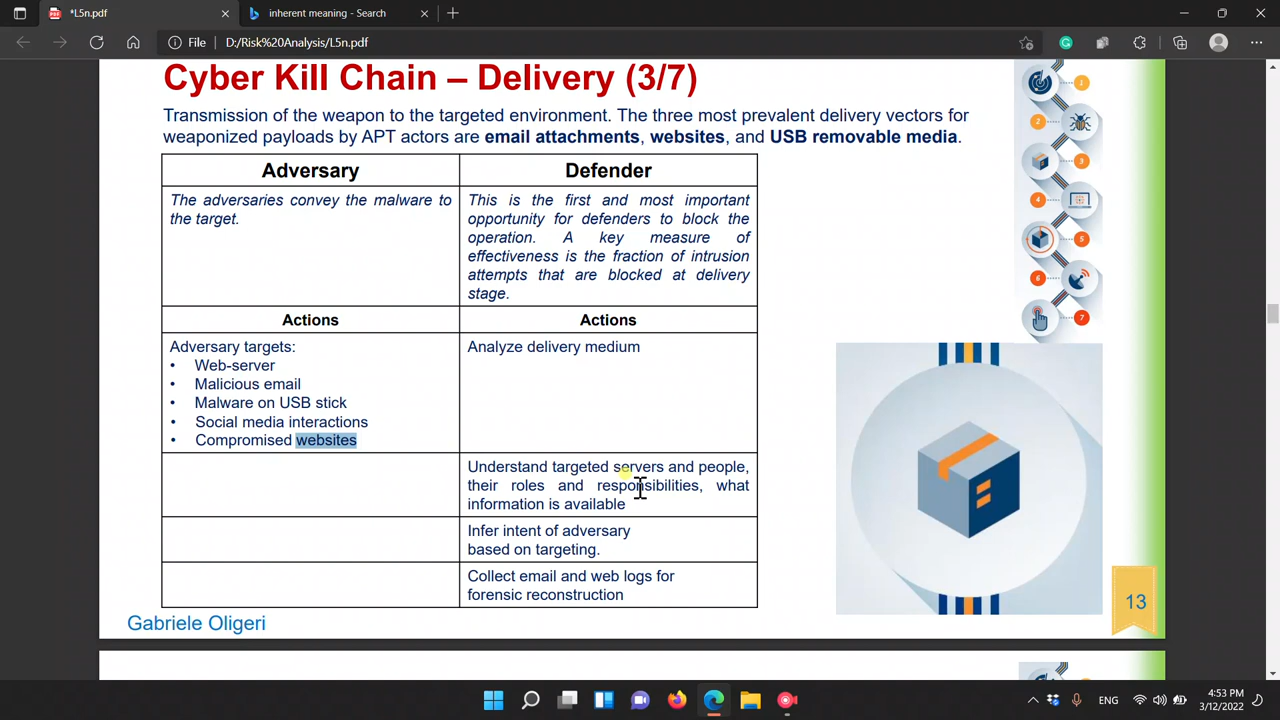 *L5n.pdf
inherent meaning - Search
File
D:/Risk%20Analysis/L5n.pdf
Cyber Kill Chain – Delivery (3/7)
Transmission of the weapon to the targeted environment. The three most prevalent delivery vectors for
weaponized payloads by APT actors are email attachments, websites, and USB removable media.
Adversary
Defender
The adversaries convey the malware to
the target.
This is the first and most important
opportunity for defenders to block the
operation. A key measure of
effectiveness is the fraction of intrusion
attempts that are blocked at delivery
stage.
Actions
Actions
Adversary targets:
• Web-server
• Malicious email
• Malware on USB stick
• Social media interactions
• Compromised websites
Analyze delivery medium
Understand targeted servers and people,
their roles and responsibilities, what
information is available
Infer intent of adversary
based on targeting.
Collect email and web logs for
forensic reconstruction
1
2
3
4
5
6
7
13
Gabriele Oligeri
ENG
4:53 PM
3/12/2022